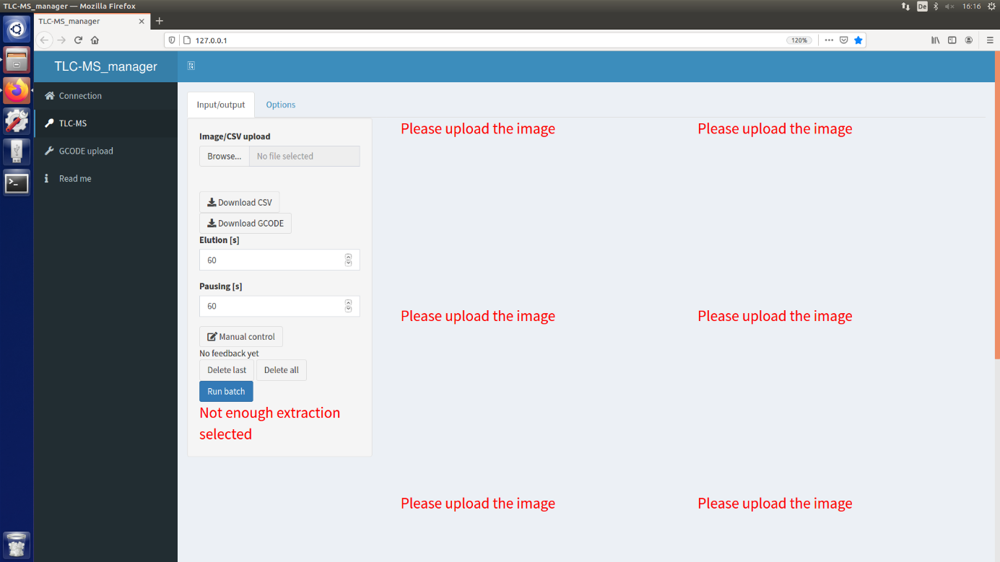 TLC-MS_manager — Mozilla Firefox
De
16:16
TLC-MS_manager
127.0.0.1
120%
TLC-MS_manager
Connection
TLC-MS
GCODE upload
Read me
Input/output
Options
Image/CSV upload
Browse... No file selected
Download CSV
Download GCODE
Elution [s]
60
Pausing [s]
60
Manual control
No feedback yet
Delete last Delete all
Run batch
Not enough extraction
selected
Please upload the image Please upload the image
Please upload the image Please upload the image
Please upload the image Please upload the image